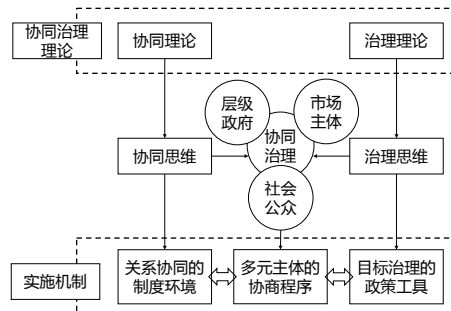 协同治理
理论
协同理论
治理理论
层级
政府
市场
主体
协同
治理
协同思维
治理思维
社会
公众
实施机制
关系协同的
制度环境
多元主体的
协商程序
目标治理的
政策工具